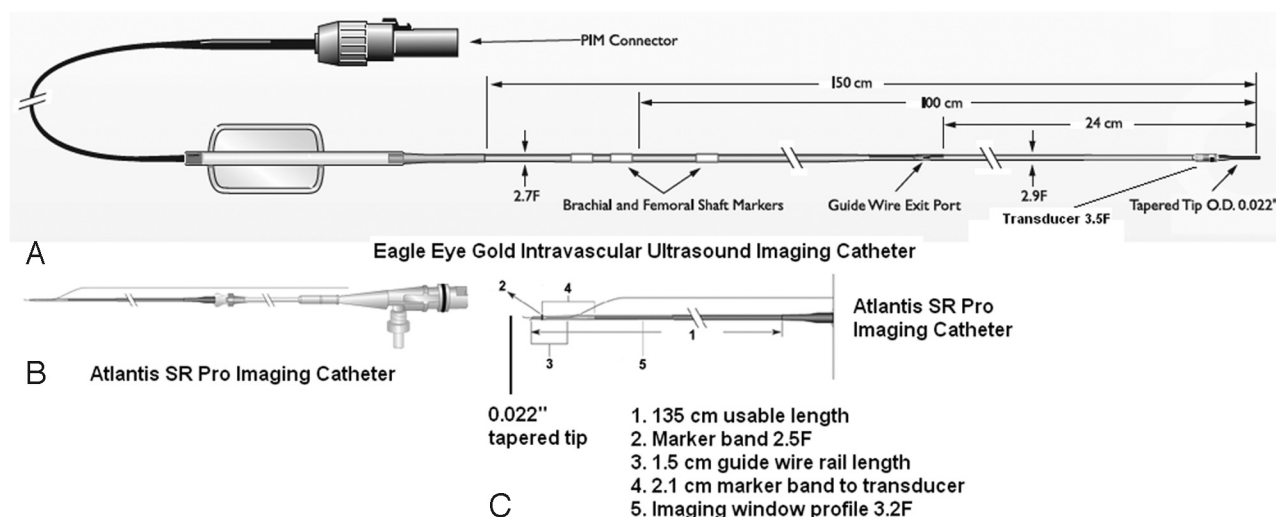 PIM Connector
150 cm
100 cm
24 cm
2.7F
Brachial and Femoral Shaft Markers
Guide Wire Exit Port
2.9F
Transducer 3.5F
Tapered Tip O.D. 0.022"
A
Eagle Eye Gold Intravascular Ultrasound Imaging Catheter
B
Atlantis SR Pro Imaging Catheter
2
4
1
3
5
Atlantis SR Pro
Imaging Catheter
0.022"
tapered tip
1. 135 cm usable length
2. Marker band 2.5F
3. 1.5 cm guide wire rail length
4. 2.1 cm marker band to transducer
5. Imaging window profile 3.2F
C